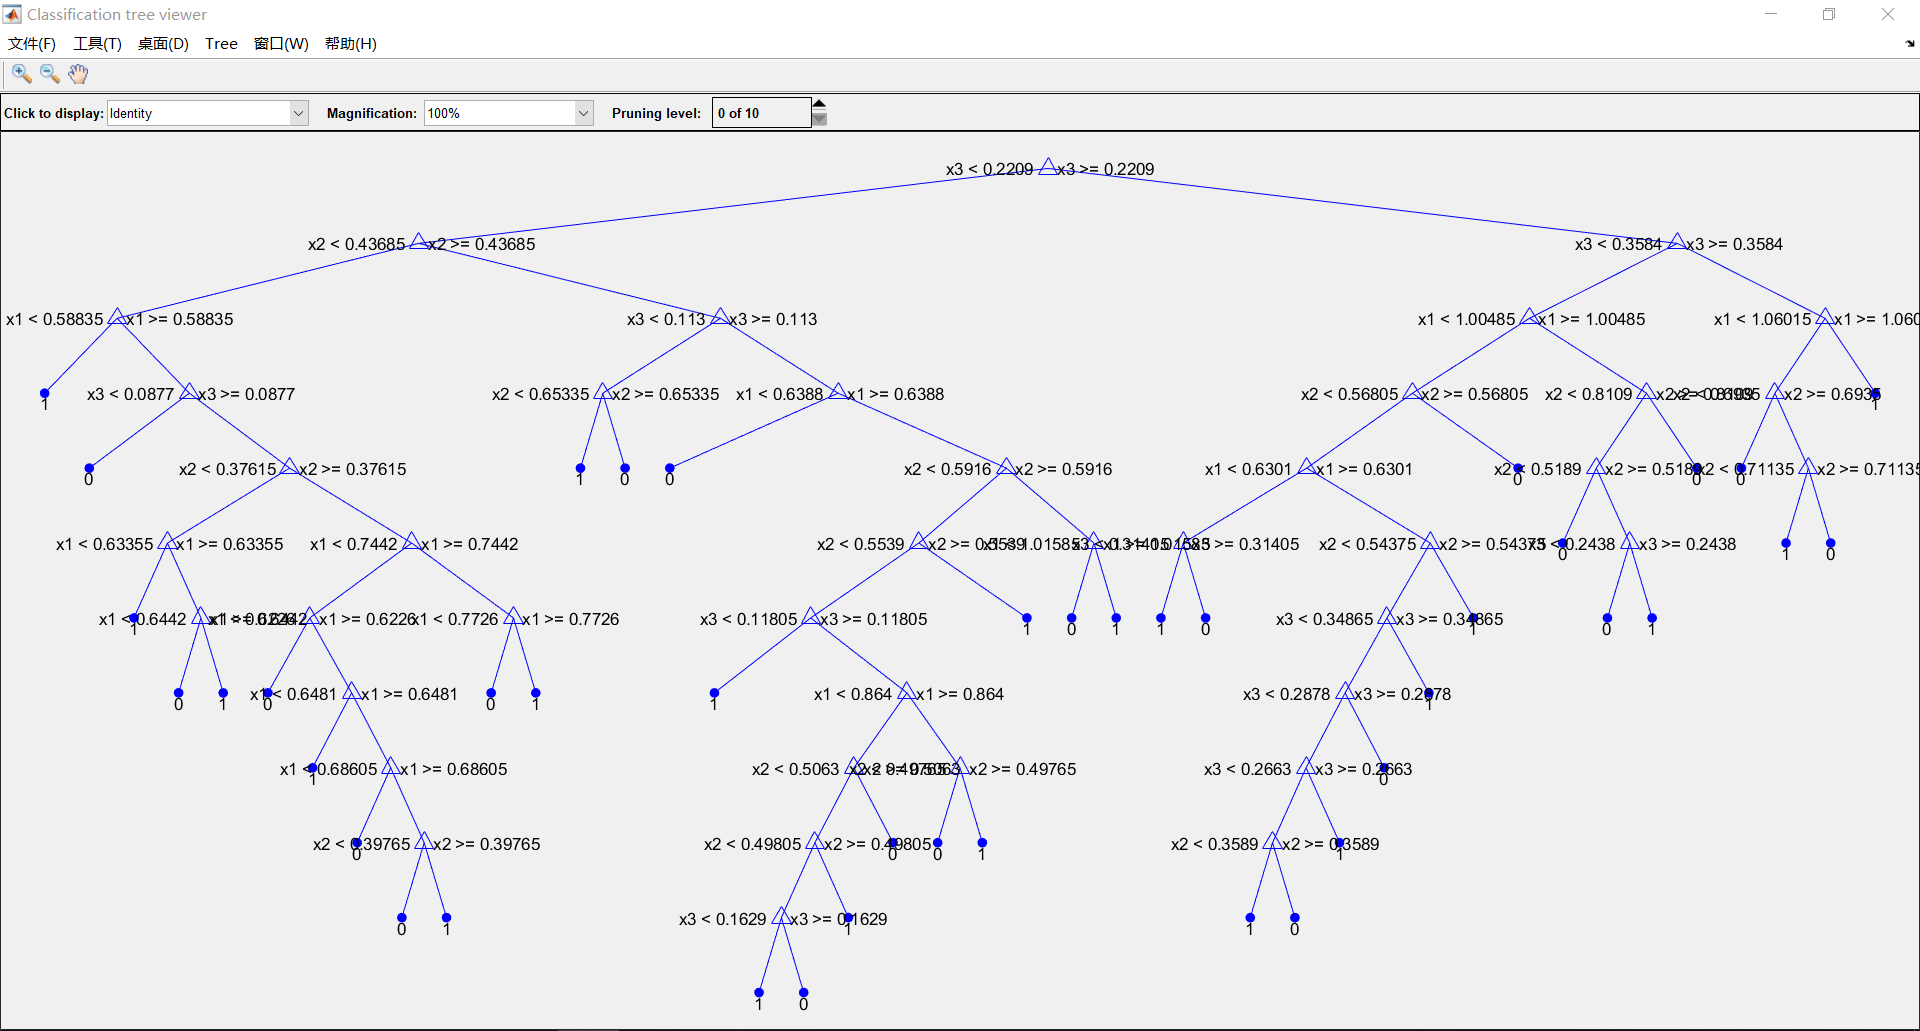 Classification tree viewer
文件(F) 工具(T) 桌面(D) Tree 窗口(W) 帮助(H)
Click to display: Identity Magnification: 100% Pruning level: 0 of 10
x3 < 0.2209 x3 >= 0.2209
x2 < 0.43685 x2 >= 0.43685 x3 < 0.3584 x3 >= 0.3584
x1 < 0.58835 x1 >= 0.58835 x3 < 0.113 x3 >= 0.113 x1 < 1.00485 x1 >= 1.00485 x1 < 1.06015 x1 >= 1.060
1 x3 < 0.0877 x3 >= 0.0877 x2 < 0.65335 x2 >= 0.65335 x1 < 0.6388 x1 >= 0.6388 x2 < 0.56805 x2 >= 0.56805 x2 < 0.8109 x2 >= 0.6935 1
0 x2 < 0.37615 x2 >= 0.37615 1 0 0 x2 < 0.5916 x2 >= 0.5916 x1 < 0.6301 x1 >= 0.6301 0 x2 < 0.5189 x2 >= 0.5189 0 x2 < 0.71135 0 x2 >= 0.71135
x1 < 0.63355 x1 >= 0.63355 x1 < 0.7442 x1 >= 0.7442 x2 < 0.5539 x2 >= 0.5539 x3 >= 0.31405 x2 < 0.54375 x2 >= 0.54375 x3 < 0.2438 0 x3 >= 0.2438 1 0
1 x1 < 0.6442 x1 >= 0.6226 x1 < 0.7726 x1 >= 0.7726 x3 < 0.11805 x3 >= 0.11805 1 0 1 1 0 x3 < 0.34865 x3 >= 0.34865 1 0 1
0 1 0 x1 < 0.6481 x1 >= 0.6481 0 1 1 x1 < 0.864 x1 >= 0.864 x3 < 0.2878 x3 >= 0.2878 1
x1 < 0.68605 1 x1 >= 0.68605 x2 < 0.5063 x2 >= 0.49765 x3 < 0.2663 x3 >= 0.2663 0
x2 < 0.39765 0 x2 >= 0.39765 x2 < 0.49805 x2 >= 0.49805 0 0 1 x2 < 0.3589 x2 >= 0.3589 1
0 1 x3 < 0.1629 x3 >= 0.1629 1 1 0
1 0